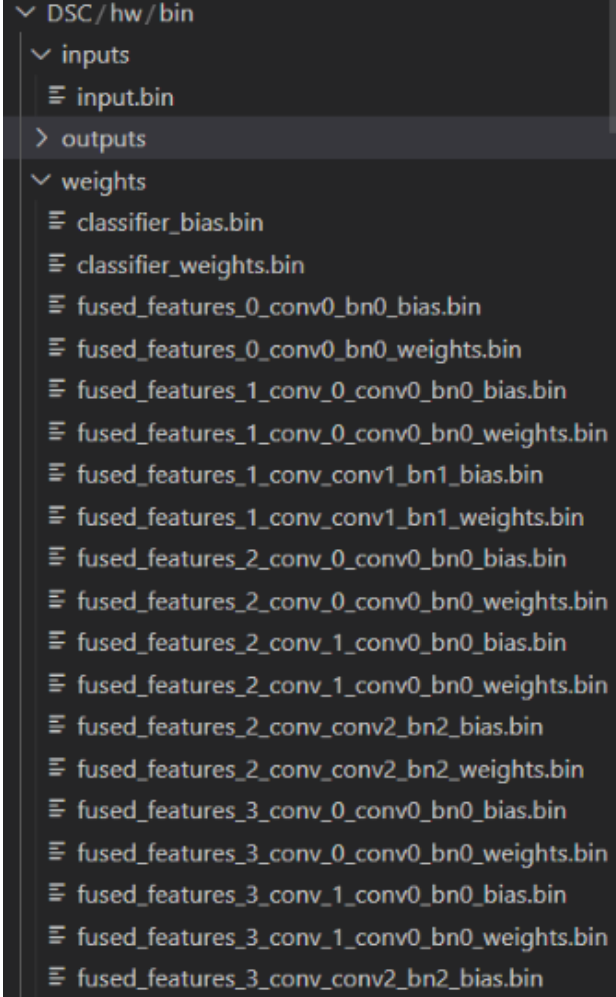 DSC / hw / bin
inputs
input.bin
outputs
weights
classifier_bias.bin
classifier_weights.bin
fused_features_0_conv0_bn0_bias.bin
fused_features_0_conv0_bn0_weights.bin
fused_features_1_conv_0_conv0_bn0_bias.bin
fused_features_1_conv_0_conv0_bn0_weights.bin
fused_features_1_conv_conv1_bn1_bias.bin
fused_features_1_conv_conv1_bn1_weights.bin
fused_features_2_conv_0_conv0_bn0_bias.bin
fused_features_2_conv_0_conv0_bn0_weights.bin
fused_features_2_conv_1_conv0_bn0_bias.bin
fused_features_2_conv_1_conv0_bn0_weights.bin
fused_features_2_conv_conv2_bn2_bias.bin
fused_features_2_conv_conv2_bn2_weights.bin
fused_features_3_conv_0_conv0_bn0_bias.bin
fused_features_3_conv_0_conv0_bn0_weights.bin
fused_features_3_conv_1_conv0_bn0_bias.bin
fused_features_3_conv_1_conv0_bn0_weights.bin
fused_features_3_conv_conv2_bn2_bias.bin